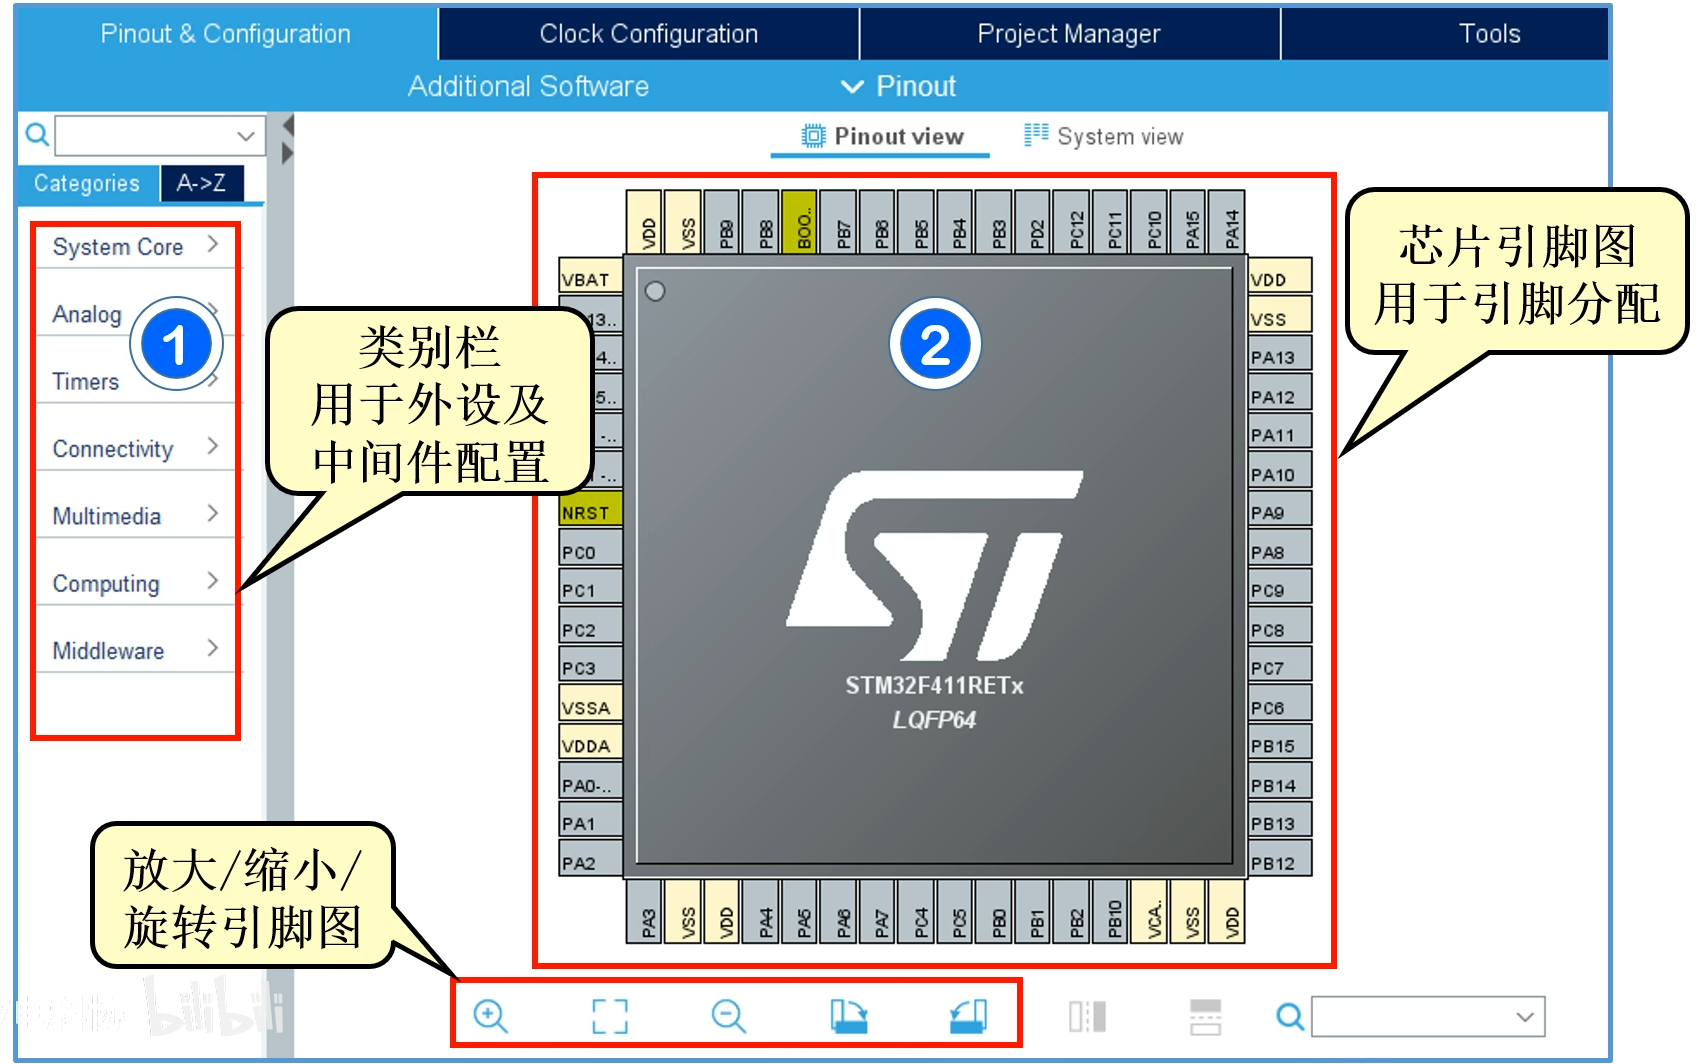 Pinout & Configuration
Clock Configuration
Project Manager
Tools
Additional Software
Pinout
Pinout view
System view
Categories
A->Z
System Core
Analog
Timers
Connectivity
Multimedia
Computing
Middleware
1
类别栏
用于外设及
中间件配置
2
芯片引脚图
用于引脚分配
放大/缩小/
旋转引脚图
VDD
VSS
PB9
PB8
BOO..
PB7
PB6
PB5
PB4
PB3
PD2
PC12
PC11
PC10
PA15
PA14
VBAT
13..
4..
5..
-..
-..
NRST
PC0
PC1
PC2
PC3
VSSA
VDDA
PA0-..
PA1
PA2
VDD
VSS
PA13
PA12
PA11
PA10
PA9
PA8
PC9
PC8
PC7
PC6
PB15
PB14
PB13
PB12
STM32F411RETx
LQFP64
PA3
VSS
VDD
PA4
PA5
PA6
PA7
PC4
PC5
PB0
PB1
PB2
PB10
VCA..
VSS
VDD
bilibili